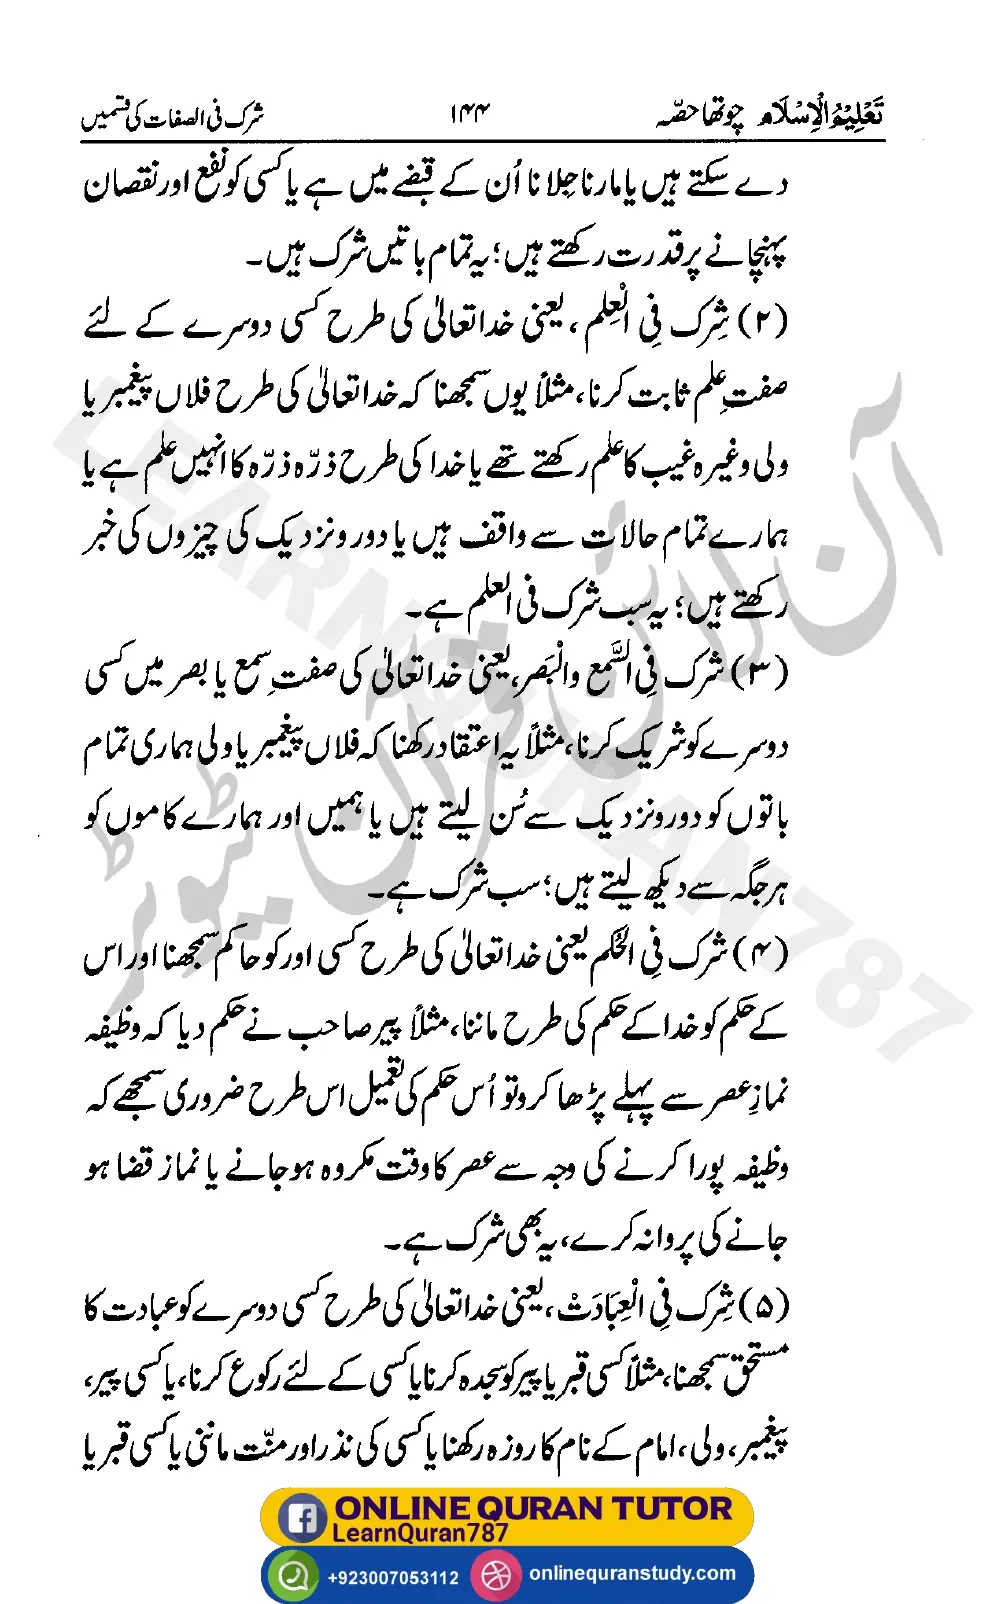 تَعْلِیمُ الْاِسْلَام چوتھا حصّہ ۱۴۴ شرک فی الصفات کی قسمیں
دے سکتے ہیں یا مارنا جِلانا اُن کے قبضے میں ہے یا کسی کو نفع اور نقصان
پہنچانے پر قدرت رکھتے ہیں؛ یہ تمام باتیں شرک ہیں۔
(۲) شِرک فِی الْعِلم، یعنی خدا تعالیٰ کی طرح کسی دوسرے کے لئے
صفتِ علم ثابت کرنا، مثلاً یوں سمجھنا کہ خدا تعالیٰ کی طرح فلاں پیغمبر یا
ولی وغیرہ غیب کا علم رکھتے تھے یا خدا کی طرح ذرّہ ذرّہ کا انہیں علم ہے یا
ہمارے تمام حالات سے واقف ہیں یا دور و نزدیک کی چیزوں کی خبر
رکھتے ہیں؛ یہ سب شرک فی العلم ہے۔
(۳) شرک فِی السَّمع والْبَصر، یعنی خدا تعالیٰ کی صفتِ سمع یا بصر میں کسی
دوسرے کو شریک کرنا، مثلاً یہ اعتقاد رکھنا کہ فلاں پیغمبر یا ولی ہماری تمام
باتوں کو دور و نزدیک سے سُن لیتے ہیں یا ہمیں اور ہمارے کاموں کو
ہر جگہ سے دیکھ لیتے ہیں؛ سب شرک ہے۔
(۴) شرک فِی الحُکم یعنی خدا تعالیٰ کی طرح کسی اور کو حاکم سمجھنا اور اس
کے حکم کو خدا کے حکم کی طرح ماننا، مثلاً پیر صاحب نے حکم دیا کہ وظیفہ
نمازِ عصر سے پہلے پڑھا کرو تو اُس حکم کی تعمیل اس طرح ضروری سمجھے کہ
وظیفہ پورا کرنے کی وجہ سے عصر کا وقت مکروہ ہو جانے یا نماز قضا ہو
جانے کی پروا نہ کرے، یہ بھی شرک ہے۔
(۵) شِرک فِی الْعِبَادَتْ، یعنی خدا تعالیٰ کی طرح کسی دوسرے کو عبادت کا
مستحق سمجھنا، مثلاً کسی قبر یا پیر کو سجدہ کرنا یا کسی کے لئے رکوع کرنا، یا کسی پیر،
پیغمبر، ولی، امام کے نام کا روزہ رکھنا یا کسی کی نذر اور منّت ماننی یا کسی قبر یا
آن لائن قرآن ٹیوٹر
LEARNQURAN787
ONLINE QURAN TUTOR
LearnQuran787
+923007053112 onlinequranstudy.com